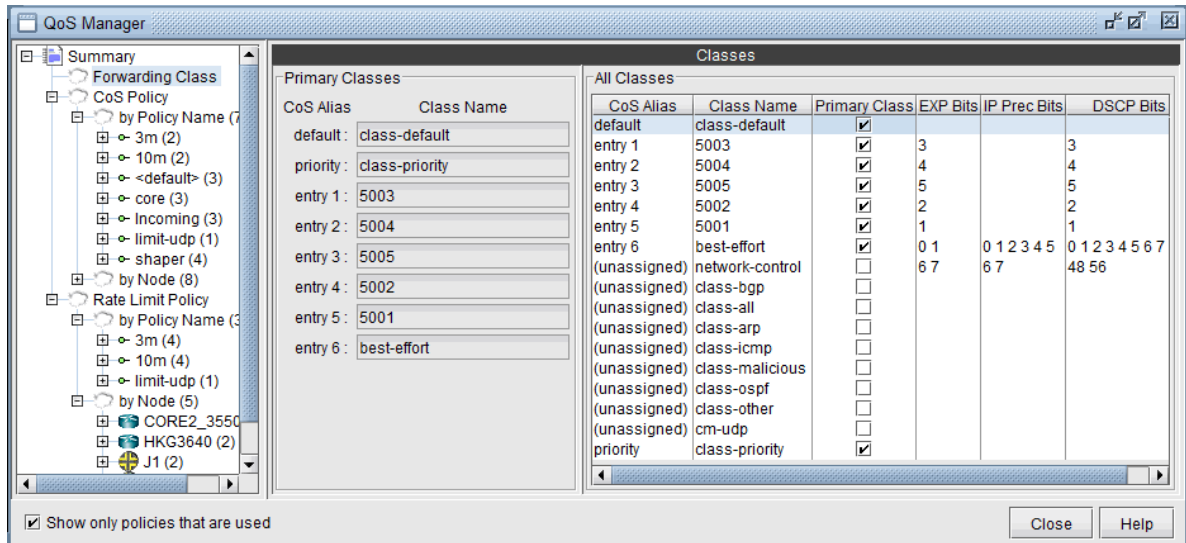 QoS Manager
Summary
Forwarding Class
CoS Policy
by Policy Name (7
3m (2)
10m (2)
<default> (3)
core (3)
Incoming (3)
limit-udp (1)
shaper (4)
by Node (8)
Rate Limit Policy
by Policy Name (3
3m (4)
10m (4)
limit-udp (1)
by Node (5)
CORE2_3550
HKG3640 (2)
J1 (2)
Classes
Primary Classes
CoS Alias Class Name
default : class-default
priority : class-priority
entry 1 : 5003
entry 2 : 5004
entry 3 : 5005
entry 4 : 5002
entry 5 : 5001
entry 6 : best-effort
All Classes
CoS Alias Class Name Primary Class EXP Bits IP Prec Bits DSCP Bits
default class-default
entry 1 5003 3 3
entry 2 5004 4 4
entry 3 5005 5 5
entry 4 5002 2 2
entry 5 5001 1 1
entry 6 best-effort 0 1 0 1 2 3 4 5 0 1 2 3 4 5 6 7
(unassigned) network-control 6 7 6 7 48 56
(unassigned) class-bgp
(unassigned) class-all
(unassigned) class-arp
(unassigned) class-icmp
(unassigned) class-malicious
(unassigned) class-ospf
(unassigned) class-other
(unassigned) cm-udp
priority class-priority
Show only policies that are used
Close
Help